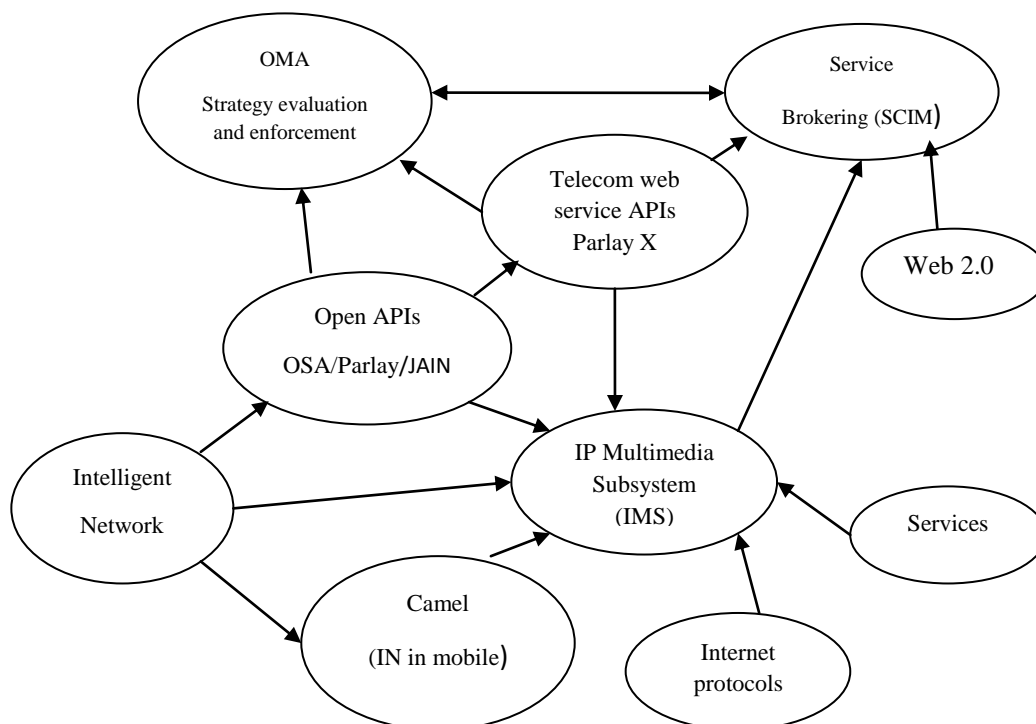 OMA
Strategy evaluation
and enforcement
Service
Brokering (SCIM)
Telecom web
service APIs
Parlay X
Web 2.0
Open APIs
OSA/Parlay/JAIN
Intelligent
Network
IP Multimedia
Subsystem
(IMS)
Services
Camel
(IN in mobile)
Internet
protocols